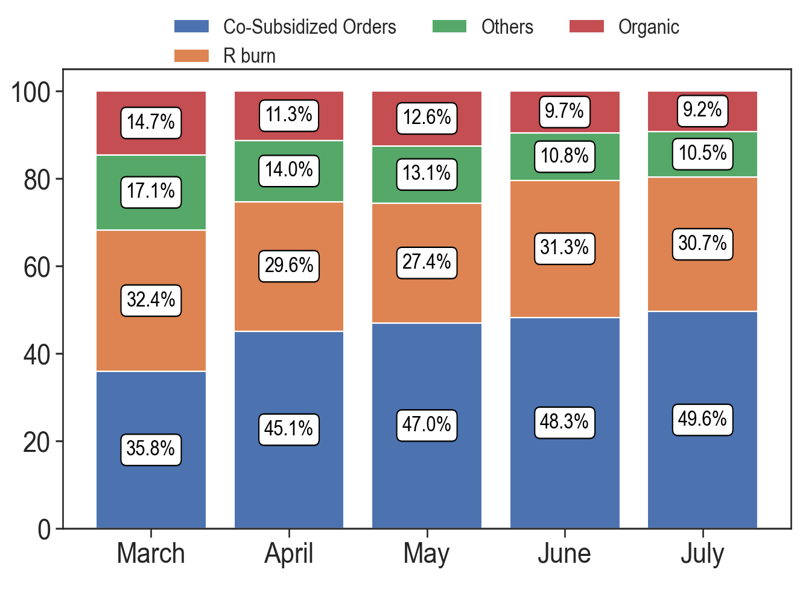 Co-Subsidized Orders Others Organic
R burn
100 14.7% 11.3% 12.6% 9.7% 9.2%
80 17.1% 14.0% 13.1% 10.8% 10.5%
60 32.4% 29.6% 27.4% 31.3% 30.7%
40
20 35.8% 45.1% 47.0% 48.3% 49.6%
0
March April May June July